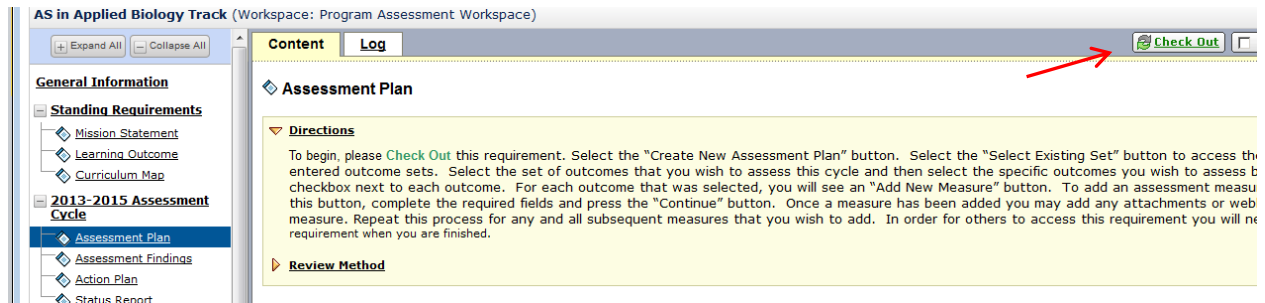 AS in Applied Biology Track (Workspace: Program Assessment Workspace)
Expand All
Collapse All
General Information
Standing Requirements
Mission Statement
Learning Outcome
Curriculum Map
2013-2015 Assessment
Cycle
Assessment Plan
Assessment Findings
Action Plan
Status Report
Content
Log
Check Out
Assessment Plan
Directions
To begin, please Check Out this requirement. Select the "Create New Assessment Plan" button. Select the "Select Existing Set" button to access the
entered outcome sets. Select the set of outcomes that you wish to assess this cycle and then select the specific outcomes you wish to assess b
checkbox next to each outcome. For each outcome that was selected, you will see an "Add New Measure" button. To add an assessment measu
this button, complete the required fields and press the "Continue" button. Once a measure has been added you may add any attachments or web
measure. Repeat this process for any and all subsequent measures that you wish to add. In order for others to access this requirement you will ne
requirement when you are finished.
Review Method